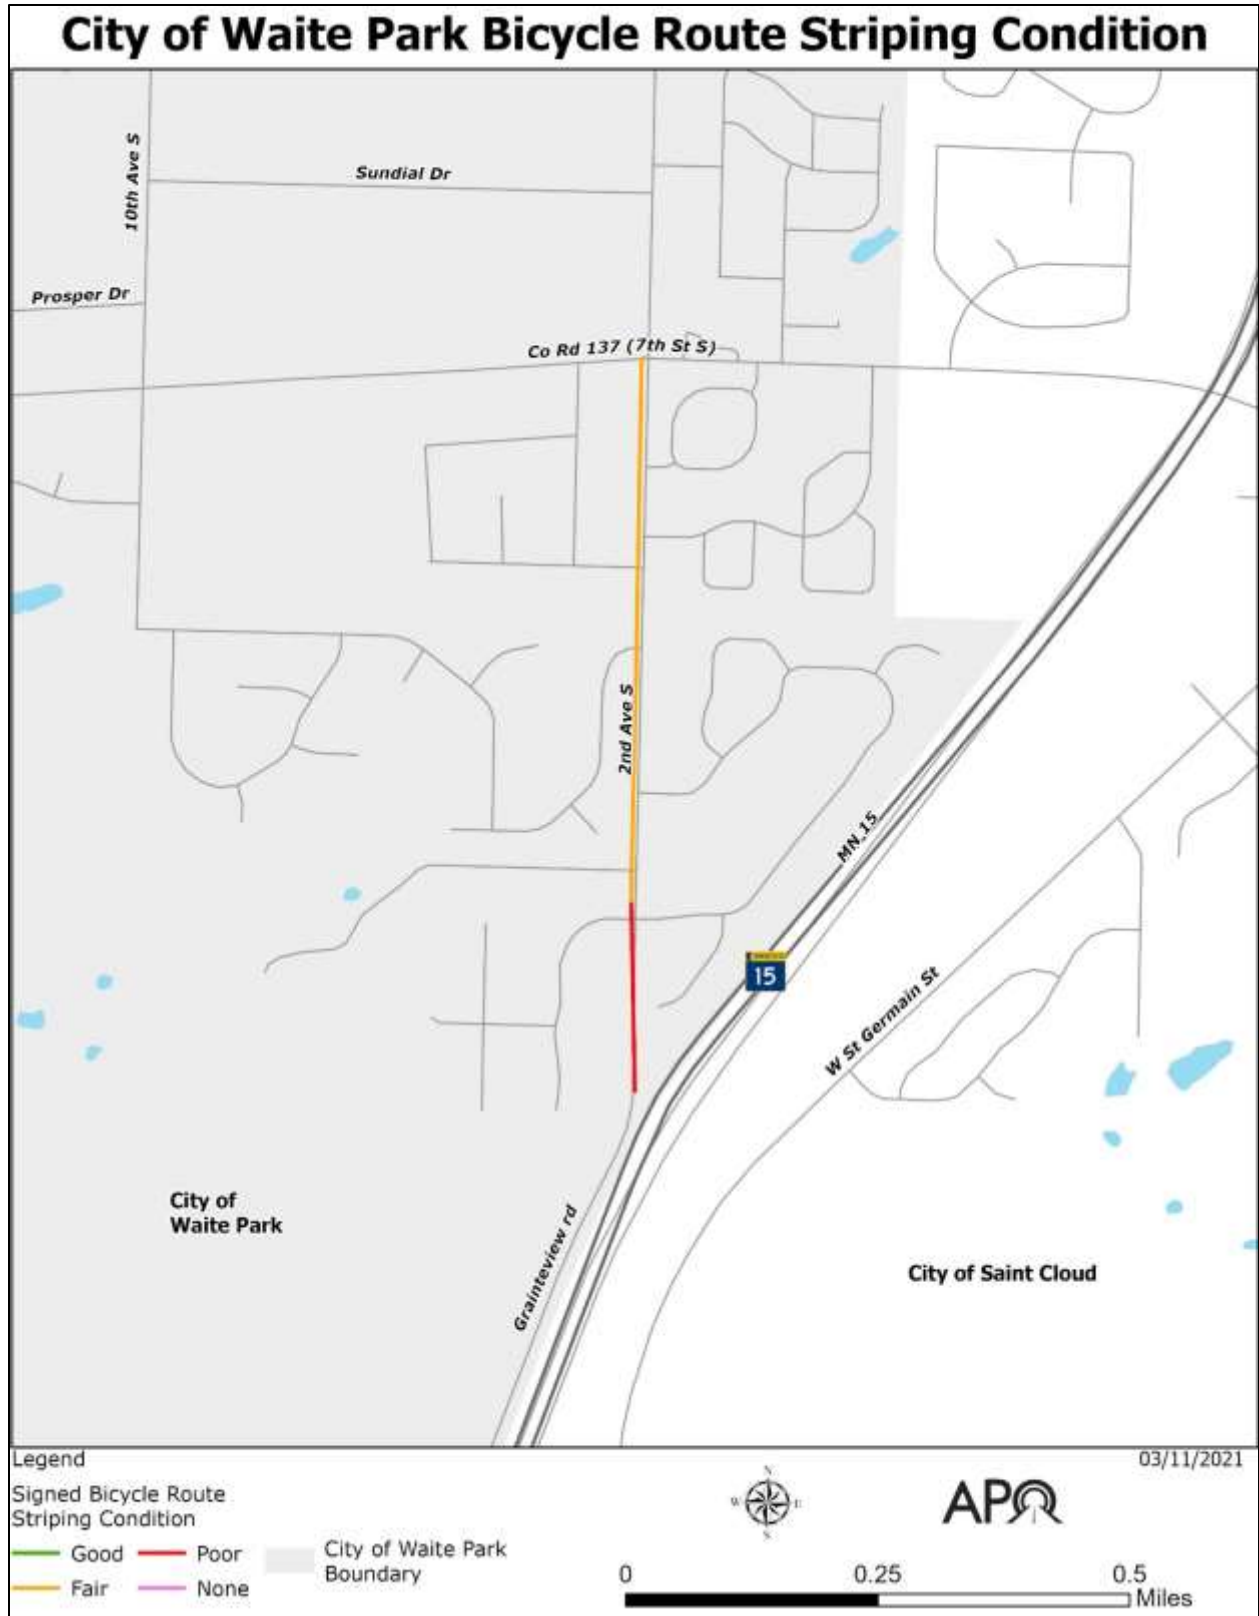 City of Waite Park Bicycle Route Striping Condition
10th Ave S
Sundial Dr
Prosper Dr
Co Rd 137 (7th St S)
2nd Ave S
MN 15
15
W St Germain St
City of
Waite Park
Grainteview rd
City of Saint Cloud
Legend
03/11/2021
Signed Bicycle Route
Striping Condition
Good
Poor
Fair
None
City of Waite Park
Boundary
N
W
E
S
APO
0
0.25
0.5
Miles